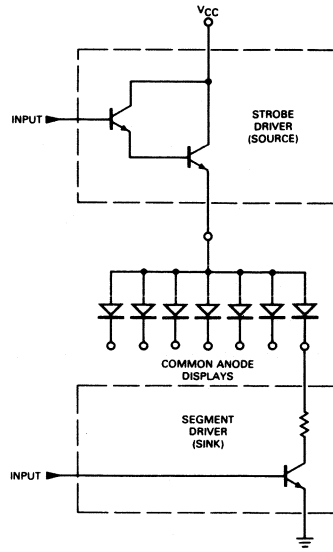 VCC
INPUT
STROBE
DRIVER
(SOURCE)
COMMON ANODE
DISPLAYS
SEGMENT
DRIVER
(SINK)
INPUT